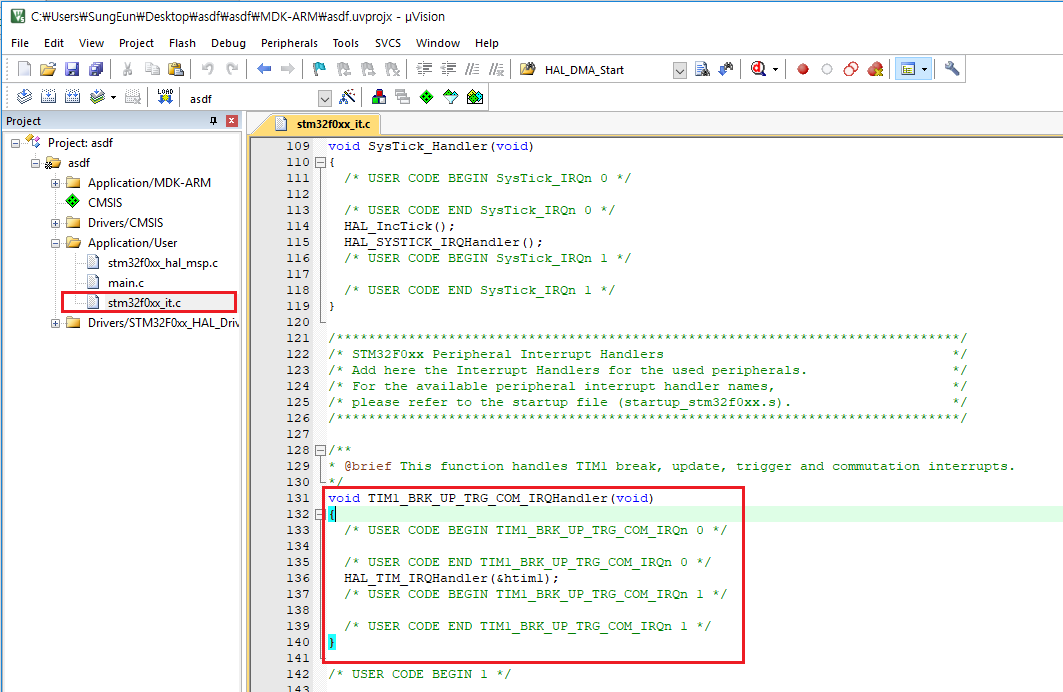 C:₩Users₩SungEun₩Desktop₩asdf₩asdf₩MDK-ARM₩asdf.uvprojx - µVision
File Edit View Project Flash Debug Peripherals Tools SVCS Window Help
HAL_DMA_Start
LOAD asdf
Project
Project: asdf
asdf
Application/MDK-ARM
CMSIS
Drivers/CMSIS
Application/User
stm32f0xx_hal_msp.c
main.c
stm32f0xx_it.c
Drivers/STM32F0xx_HAL_Driv
stm32f0xx_it.c
109 void SysTick_Handler(void)
110 {
111 /* USER CODE BEGIN SysTick_IRQn 0 */
112
113 /* USER CODE END SysTick_IRQn 0 */
114 HAL_IncTick();
115 HAL_SYSTICK_IRQHandler();
116 /* USER CODE BEGIN SysTick_IRQn 1 */
117
118 /* USER CODE END SysTick_IRQn 1 */
119 }
120
121 /******************************************************************************/
122 /* STM32F0xx Peripheral Interrupt Handlers */
123 /* Add here the Interrupt Handlers for the used peripherals. */
124 /* For the available peripheral interrupt handler names, */
125 /* please refer to the startup file (startup_stm32f0xx.s). */
126 /******************************************************************************/
127
128 /**
129 * @brief This function handles TIM1 break, update, trigger and commutation interrupts.
130 */
131 void TIM1_BRK_UP_TRG_COM_IRQHandler(void)
132 {
133 /* USER CODE BEGIN TIM1_BRK_UP_TRG_COM_IRQn 0 */
134
135 /* USER CODE END TIM1_BRK_UP_TRG_COM_IRQn 0 */
136 HAL_TIM_IRQHandler(&htim1);
137 /* USER CODE BEGIN TIM1_BRK_UP_TRG_COM_IRQn 1 */
138
139 /* USER CODE END TIM1_BRK_UP_TRG_COM_IRQn 1 */
140 }
141
142 /* USER CODE BEGIN 1 */
143